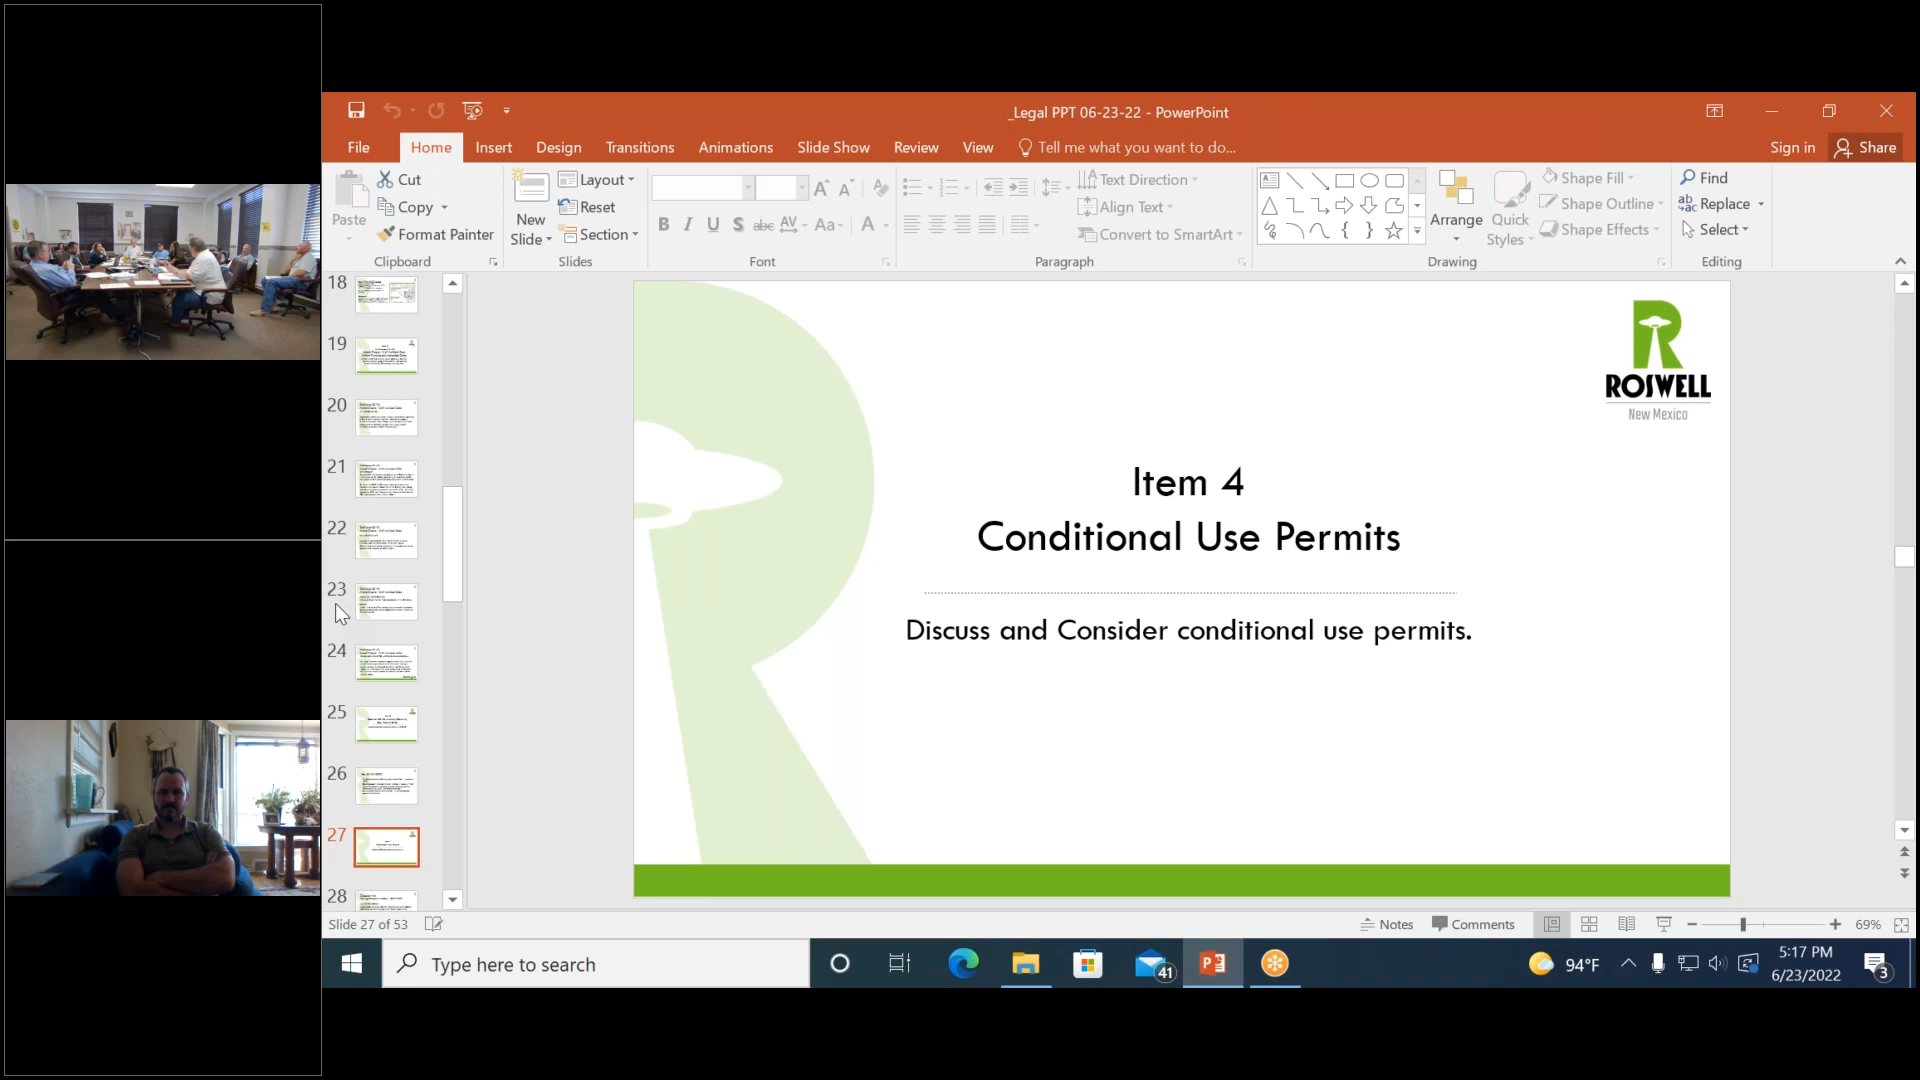 _Legal PPT 06-23-22 - PowerPoint
File Home Insert Design Transitions Animations Slide Show Review View Tell me what you want to do... Sign in Share
Paste
Cut
Copy
Format Painter
Clipboard
New
Slide
Layout
Reset
Section
Slides
B I U S abc AV Aa A
Font
Text Direction
Align Text
Convert to SmartArt
Paragraph
Arrange
Quick
Styles
Shape Fill
Shape Outline
Shape Effects
Drawing
Find
Replace
Select
Editing
18
19
20
21
22
23
24
25
26
27
28
ROSWELL
New Mexico
Item 4
Conditional Use Permits
Discuss and Consider conditional use permits.
Slide 27 of 53
Notes Comments 69%
Type here to search
41
94°F
5:17 PM
6/23/2022
3